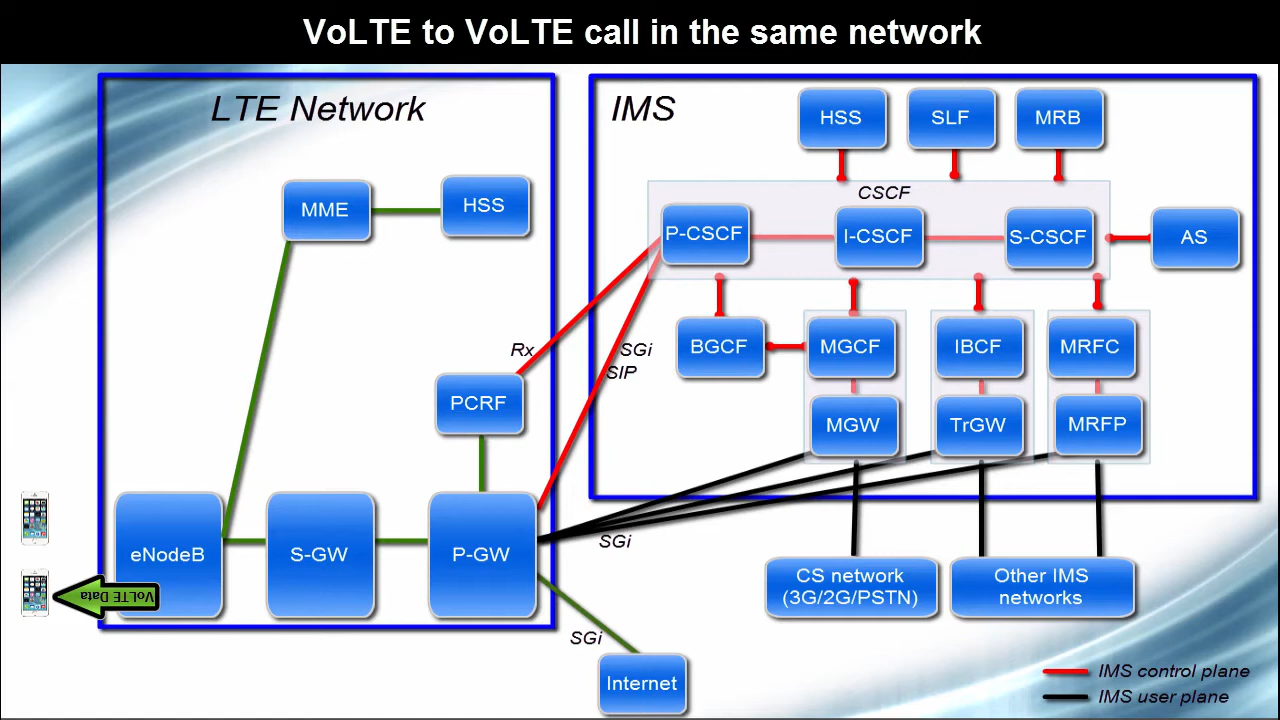 VoLTE to VoLTE call in the same network
LTE Network
IMS
HSS
SLF
MRB
CSCF
MME
HSS
P-CSCF
I-CSCF
S-CSCF
AS
Rx
SGi
SIP
BGCF
MGCF
IBCF
MRFC
PCRF
MGW
TrGW
MRFP
eNodeB
S-GW
P-GW
SGi
VoLTE Data
CS network
(3G/2G/PSTN)
Other IMS
networks
SGi
Internet
IMS control plane
IMS user plane